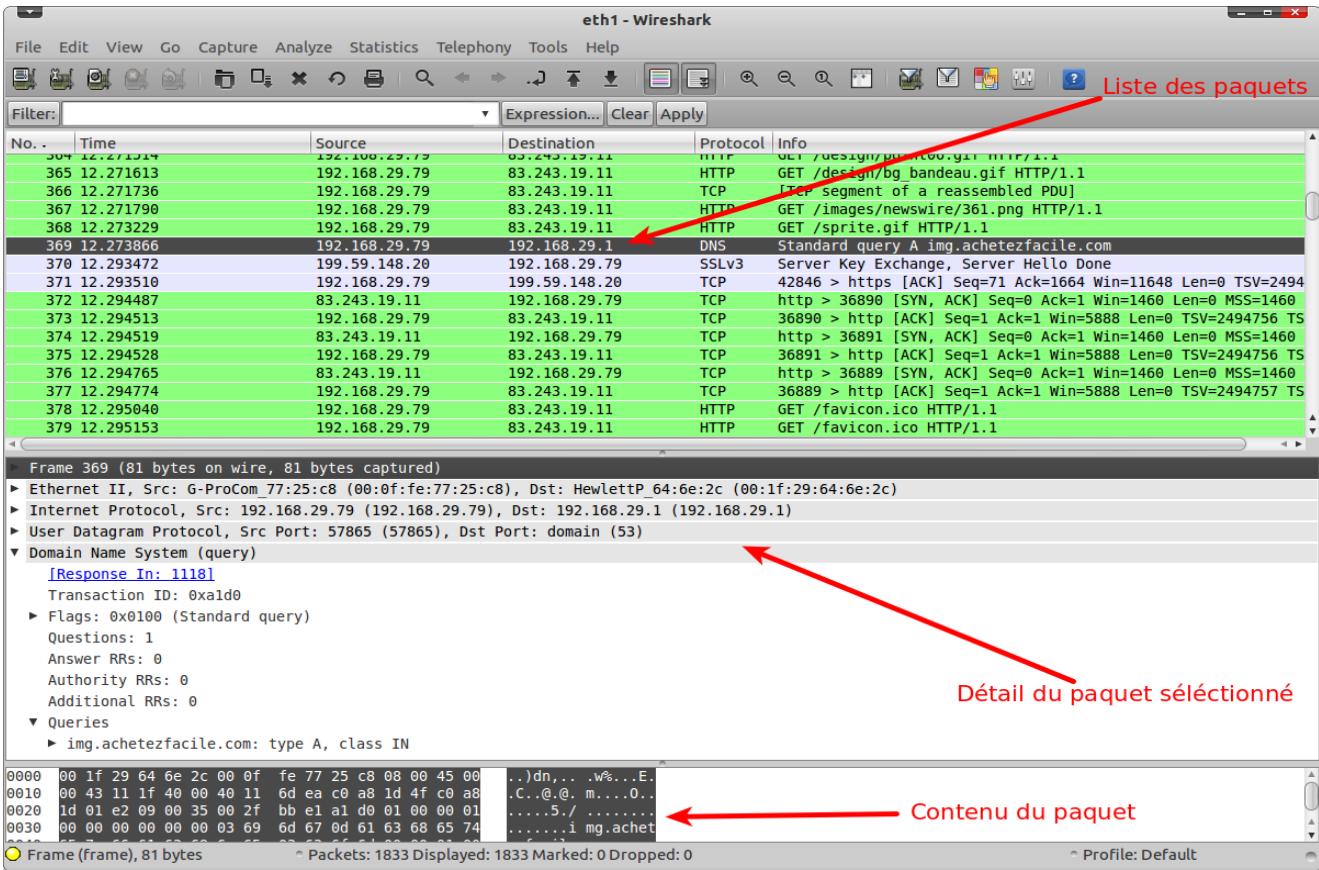 eth1 - Wireshark
File Edit View Go Capture Analyze Statistics Telephony Tools Help
Liste des paquets
Filter: Expression... Clear Apply
No. . Time Source Destination Protocol Info
364 12.271514 192.168.29.79 83.243.19.11 HTTP GET /design/point06.gif HTTP/1.1
365 12.271613 192.168.29.79 83.243.19.11 HTTP GET /design/bg_bandeau.gif HTTP/1.1
366 12.271736 192.168.29.79 83.243.19.11 TCP [TCP segment of a reassembled PDU]
367 12.271790 192.168.29.79 83.243.19.11 HTTP GET /images/newswire/361.png HTTP/1.1
368 12.273229 192.168.29.79 83.243.19.11 HTTP GET /sprite.gif HTTP/1.1
369 12.273866 192.168.29.79 192.168.29.1 DNS Standard query A img.achetezfacile.com
370 12.293472 199.59.148.20 192.168.29.79 SSLv3 Server Key Exchange, Server Hello Done
371 12.293510 192.168.29.79 199.59.148.20 TCP 42846 > https [ACK] Seq=71 Ack=1664 Win=11648 Len=0 TSV=2494
372 12.294487 83.243.19.11 192.168.29.79 TCP http > 36890 [SYN, ACK] Seq=0 Ack=1 Win=1460 Len=0 MSS=1460
373 12.294513 192.168.29.79 83.243.19.11 TCP 36890 > http [ACK] Seq=1 Ack=1 Win=5888 Len=0 TSV=2494756 TS
374 12.294519 83.243.19.11 192.168.29.79 TCP http > 36891 [SYN, ACK] Seq=0 Ack=1 Win=1460 Len=0 MSS=1460
375 12.294528 192.168.29.79 83.243.19.11 TCP 36891 > http [ACK] Seq=1 Ack=1 Win=5888 Len=0 TSV=2494756 TS
376 12.294765 83.243.19.11 192.168.29.79 TCP http > 36889 [SYN, ACK] Seq=0 Ack=1 Win=1460 Len=0 MSS=1460
377 12.294774 192.168.29.79 83.243.19.11 TCP 36889 > http [ACK] Seq=1 Ack=1 Win=5888 Len=0 TSV=2494757 TS
378 12.295040 192.168.29.79 83.243.19.11 HTTP GET /favicon.ico HTTP/1.1
379 12.295153 192.168.29.79 83.243.19.11 HTTP GET /favicon.ico HTTP/1.1
Frame 369 (81 bytes on wire, 81 bytes captured)
Ethernet II, Src: G-ProCom_77:25:c8 (00:0f:fe:77:25:c8), Dst: HewlettP_64:6e:2c (00:1f:29:64:6e:2c)
Internet Protocol, Src: 192.168.29.79 (192.168.29.79), Dst: 192.168.29.1 (192.168.29.1)
User Datagram Protocol, Src Port: 57865 (57865), Dst Port: domain (53)
Domain Name System (query)
[Response In: 1118]
Transaction ID: 0xa1d0
Flags: 0x0100 (Standard query)
Questions: 1
Answer RRs: 0
Authority RRs: 0
Additional RRs: 0
Détail du paquet séléctionné
Queries
img.achetezfacile.com: type A, class IN
0000 00 1f 29 64 6e 2c 00 0f fe 77 25 c8 08 00 45 00 ..)dn,.. .w%...E.
0010 00 43 11 1f 40 00 40 11 6d ea c0 a8 1d 4f c0 a8 .C..@.@. m....O..
0020 1d 01 e2 09 00 35 00 2f bb e1 a1 d0 01 00 00 01 .....5./ ........
0030 00 00 00 00 00 00 03 69 6d 67 0d 61 63 68 65 74 .......i mg.achet
Contenu du paquet
Frame (frame), 81 bytes Packets: 1833 Displayed: 1833 Marked: 0 Dropped: 0 Profile: Default